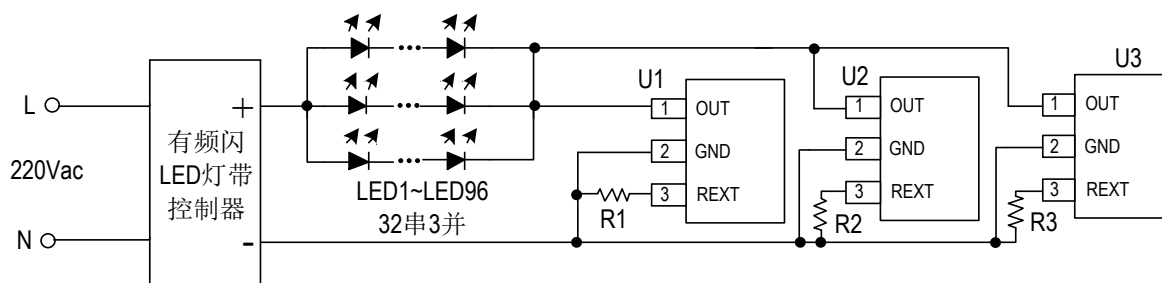 L
220Vac
N
+
有频闪
LED灯带
控制器
-
LED1~LED96
32串3并
U1
1 OUT
2 GND
3 REXT
R1
U2
1 OUT
2 GND
3 REXT
R2
U3
1 OUT
2 GND
3 REXT
R3